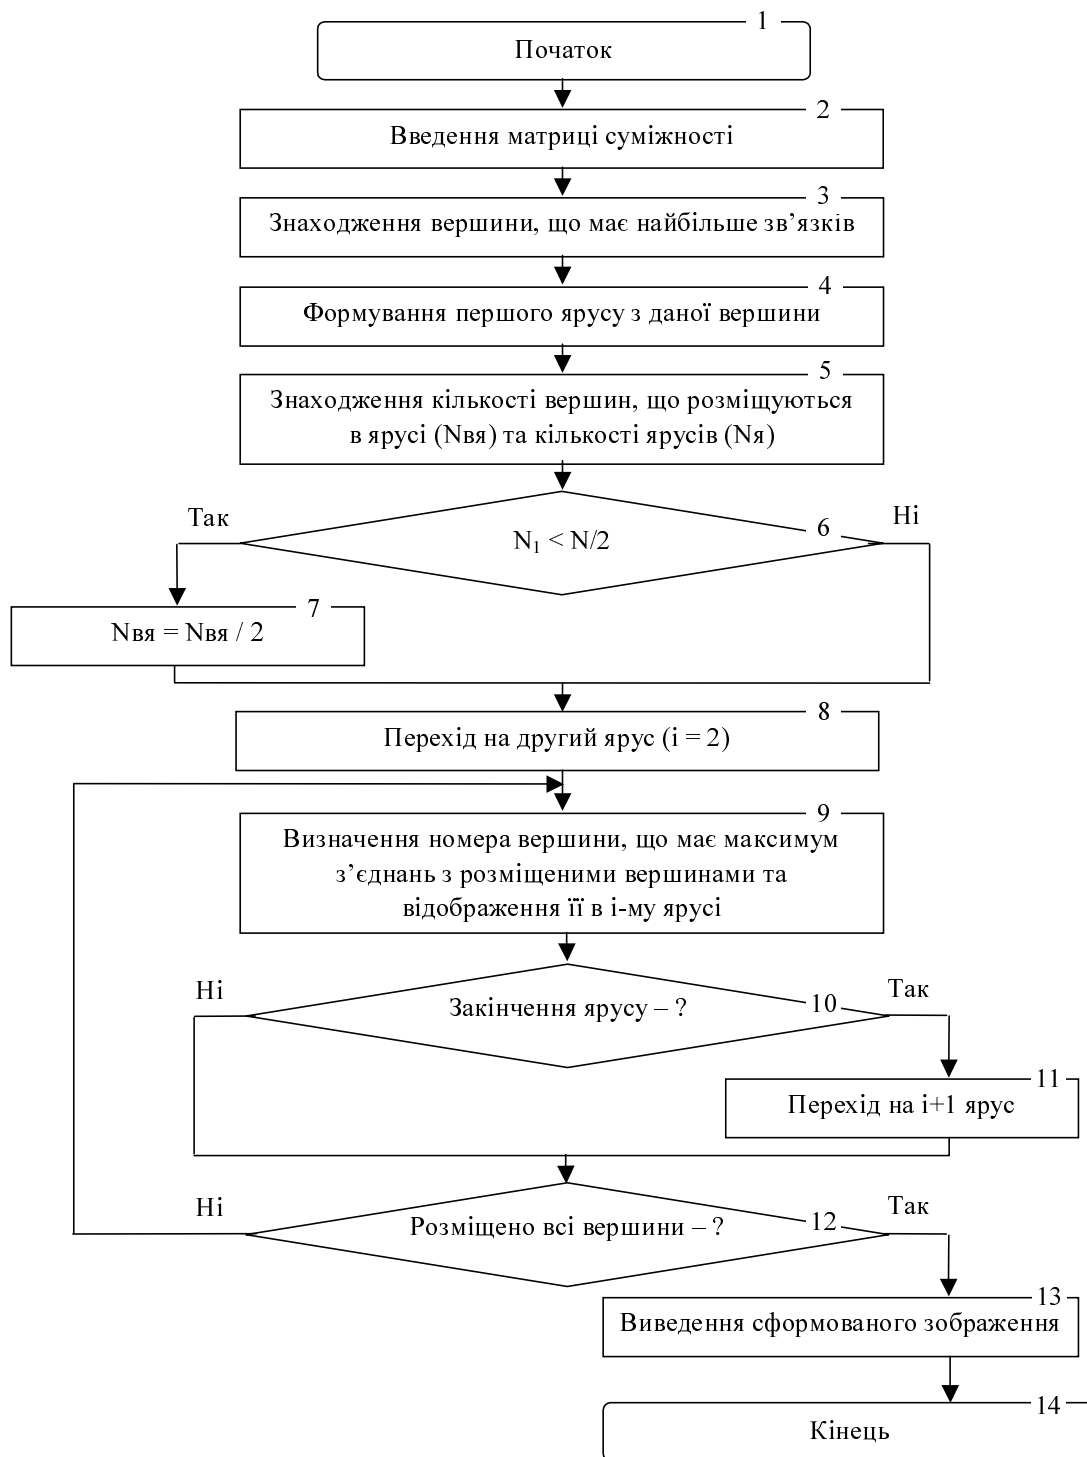 1
Початок
2
Введення матриці суміжності
3
Знаходження вершини, що має найбільше зв’язків
4
Формування першого ярусу з даної вершини
5
Знаходження кількості вершин, що розміщуються
в ярусі (Nвя) та кількості ярусів (Nя)
Так
6
Ні
N₁ < N/2
7
Nвя = Nвя / 2
8
Перехід на другий ярус (і = 2)
9
Визначення номера вершини, що має максимум
з’єднань з розміщеними вершинами та
відображення її в і-му ярусі
Ні
10
Так
Закінчення ярусу – ?
11
Перехід на і+1 ярус
Ні
12
Так
Розміщено всі вершини – ?
13
Виведення сформованого зображення
14
Кінець